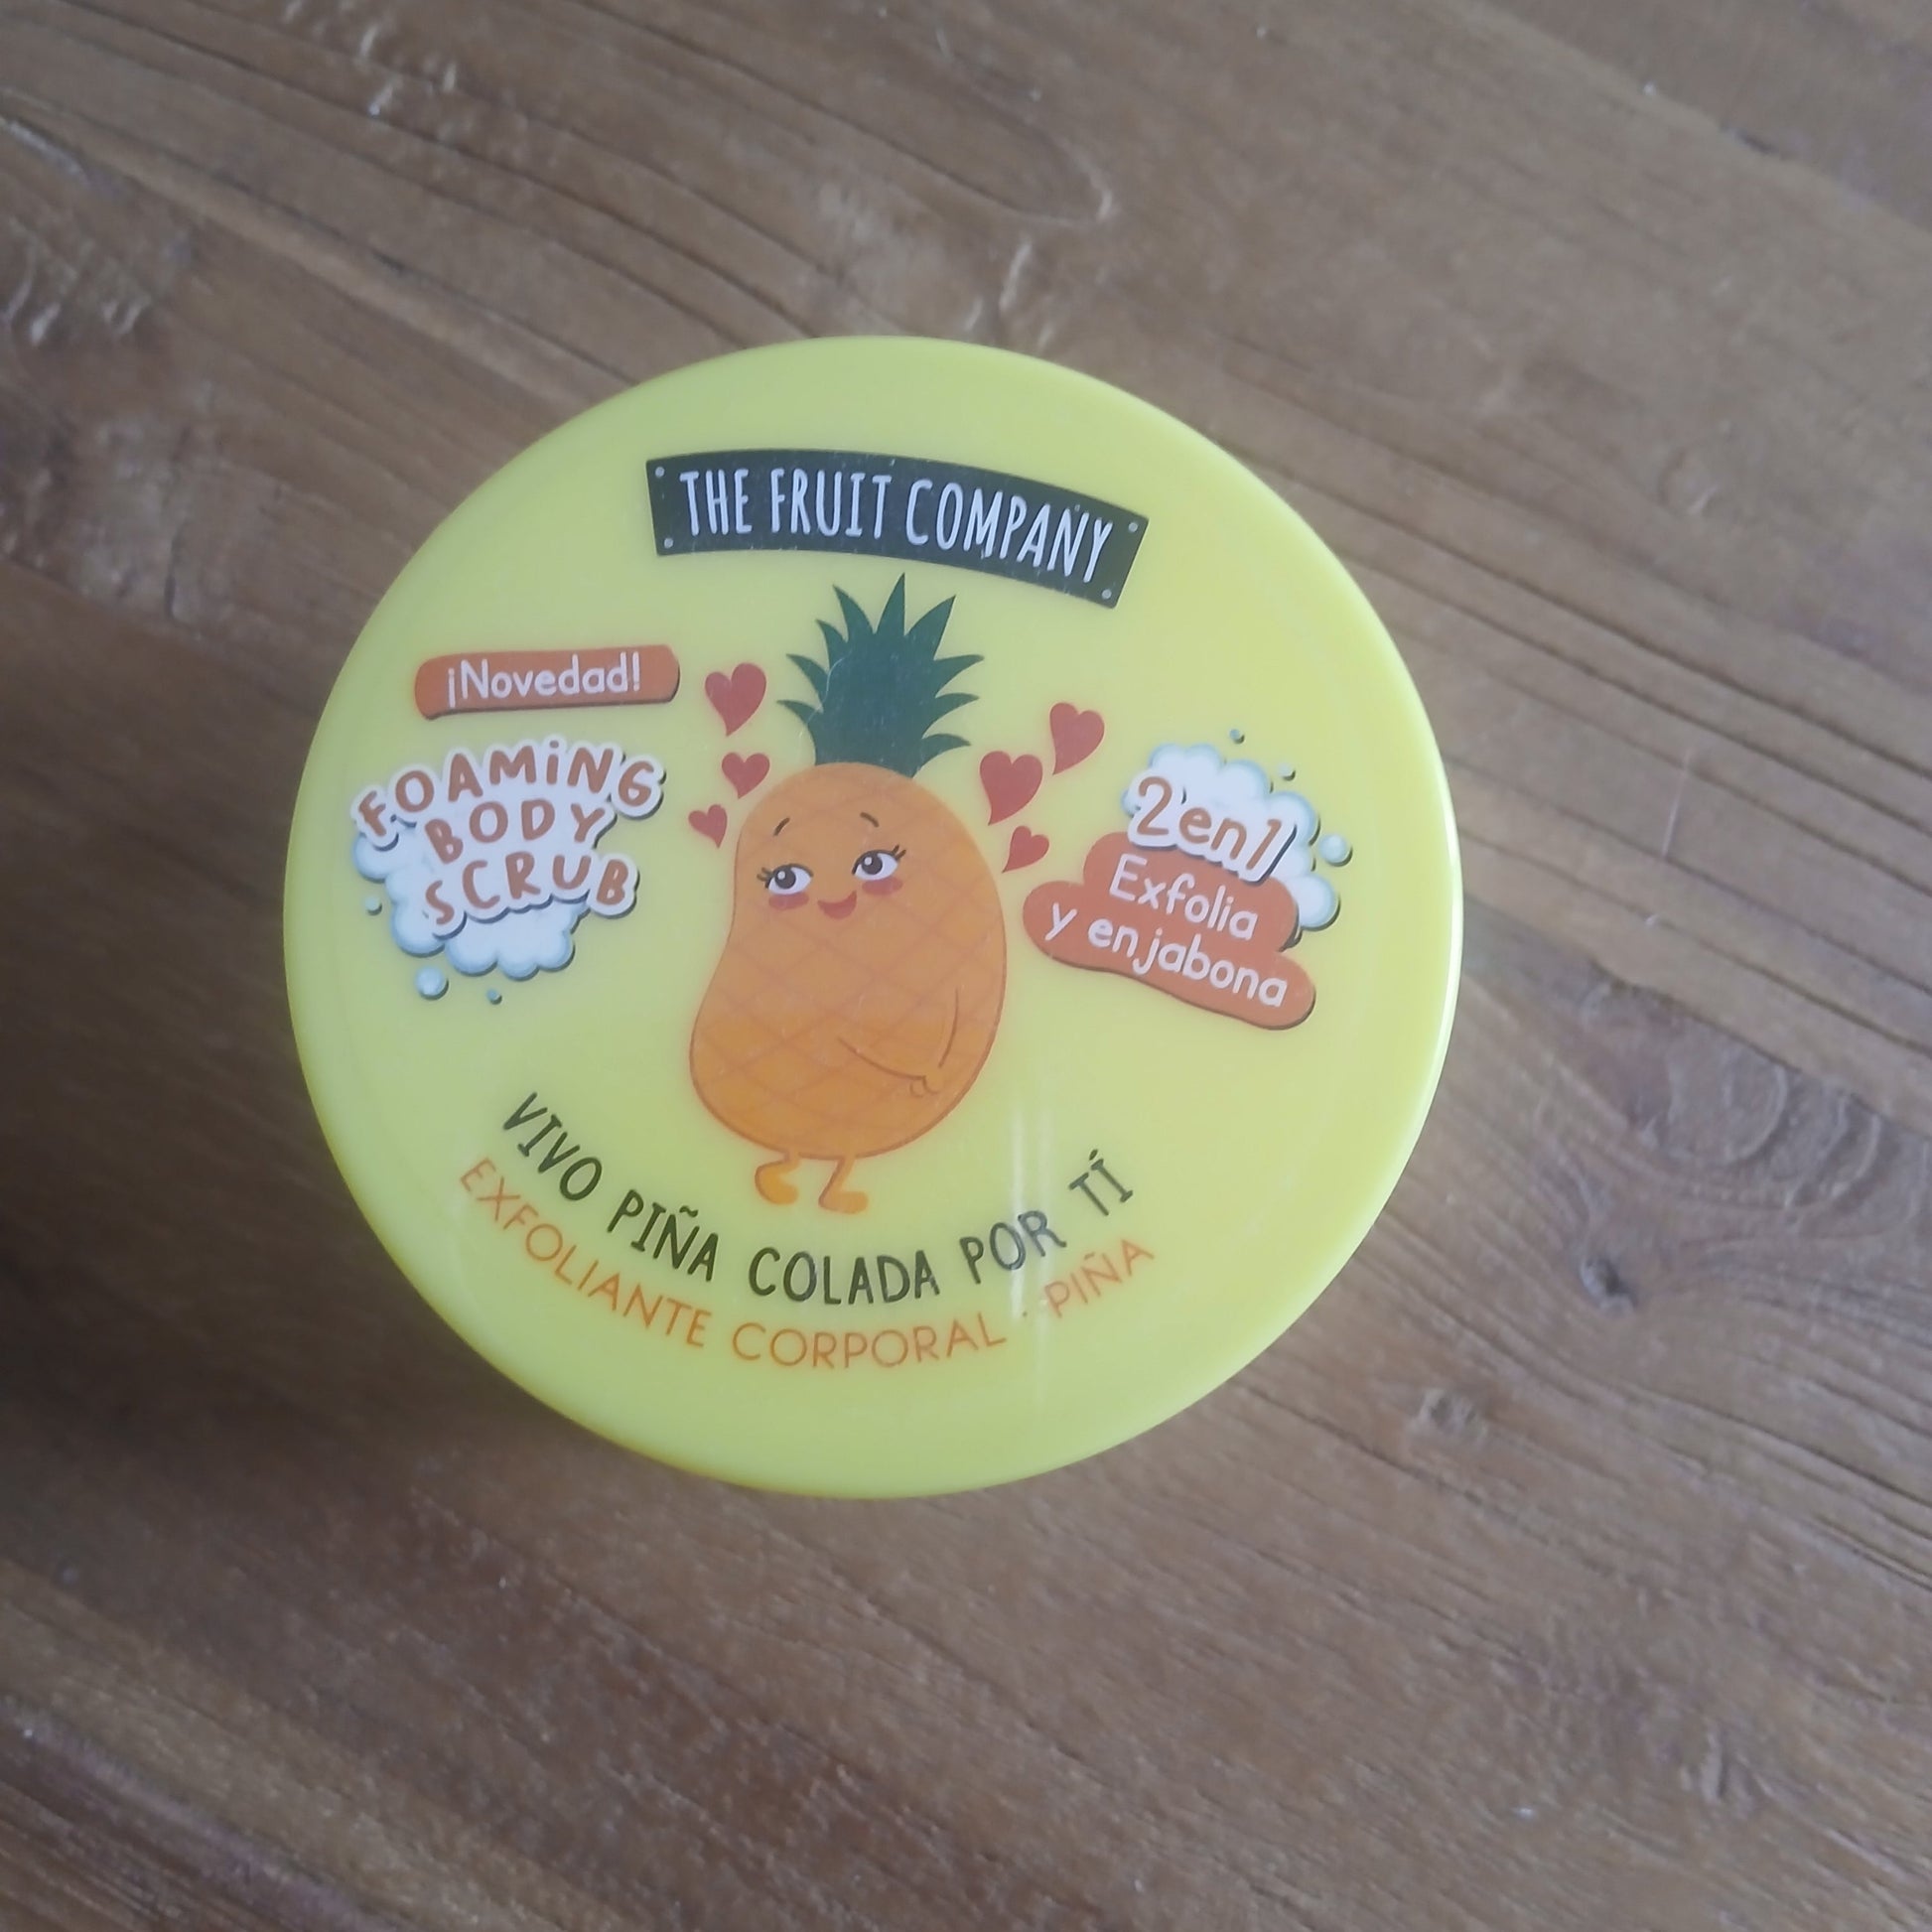 THE FRUIT COMPANY
¡Novedad!
FOAMiNG
BODY
SCRUB
2en1
Exfolia
y enjabona
VIVO PIÑA COLADA POR TÍ
EXFOLIANTE CORPORAL · PIÑA